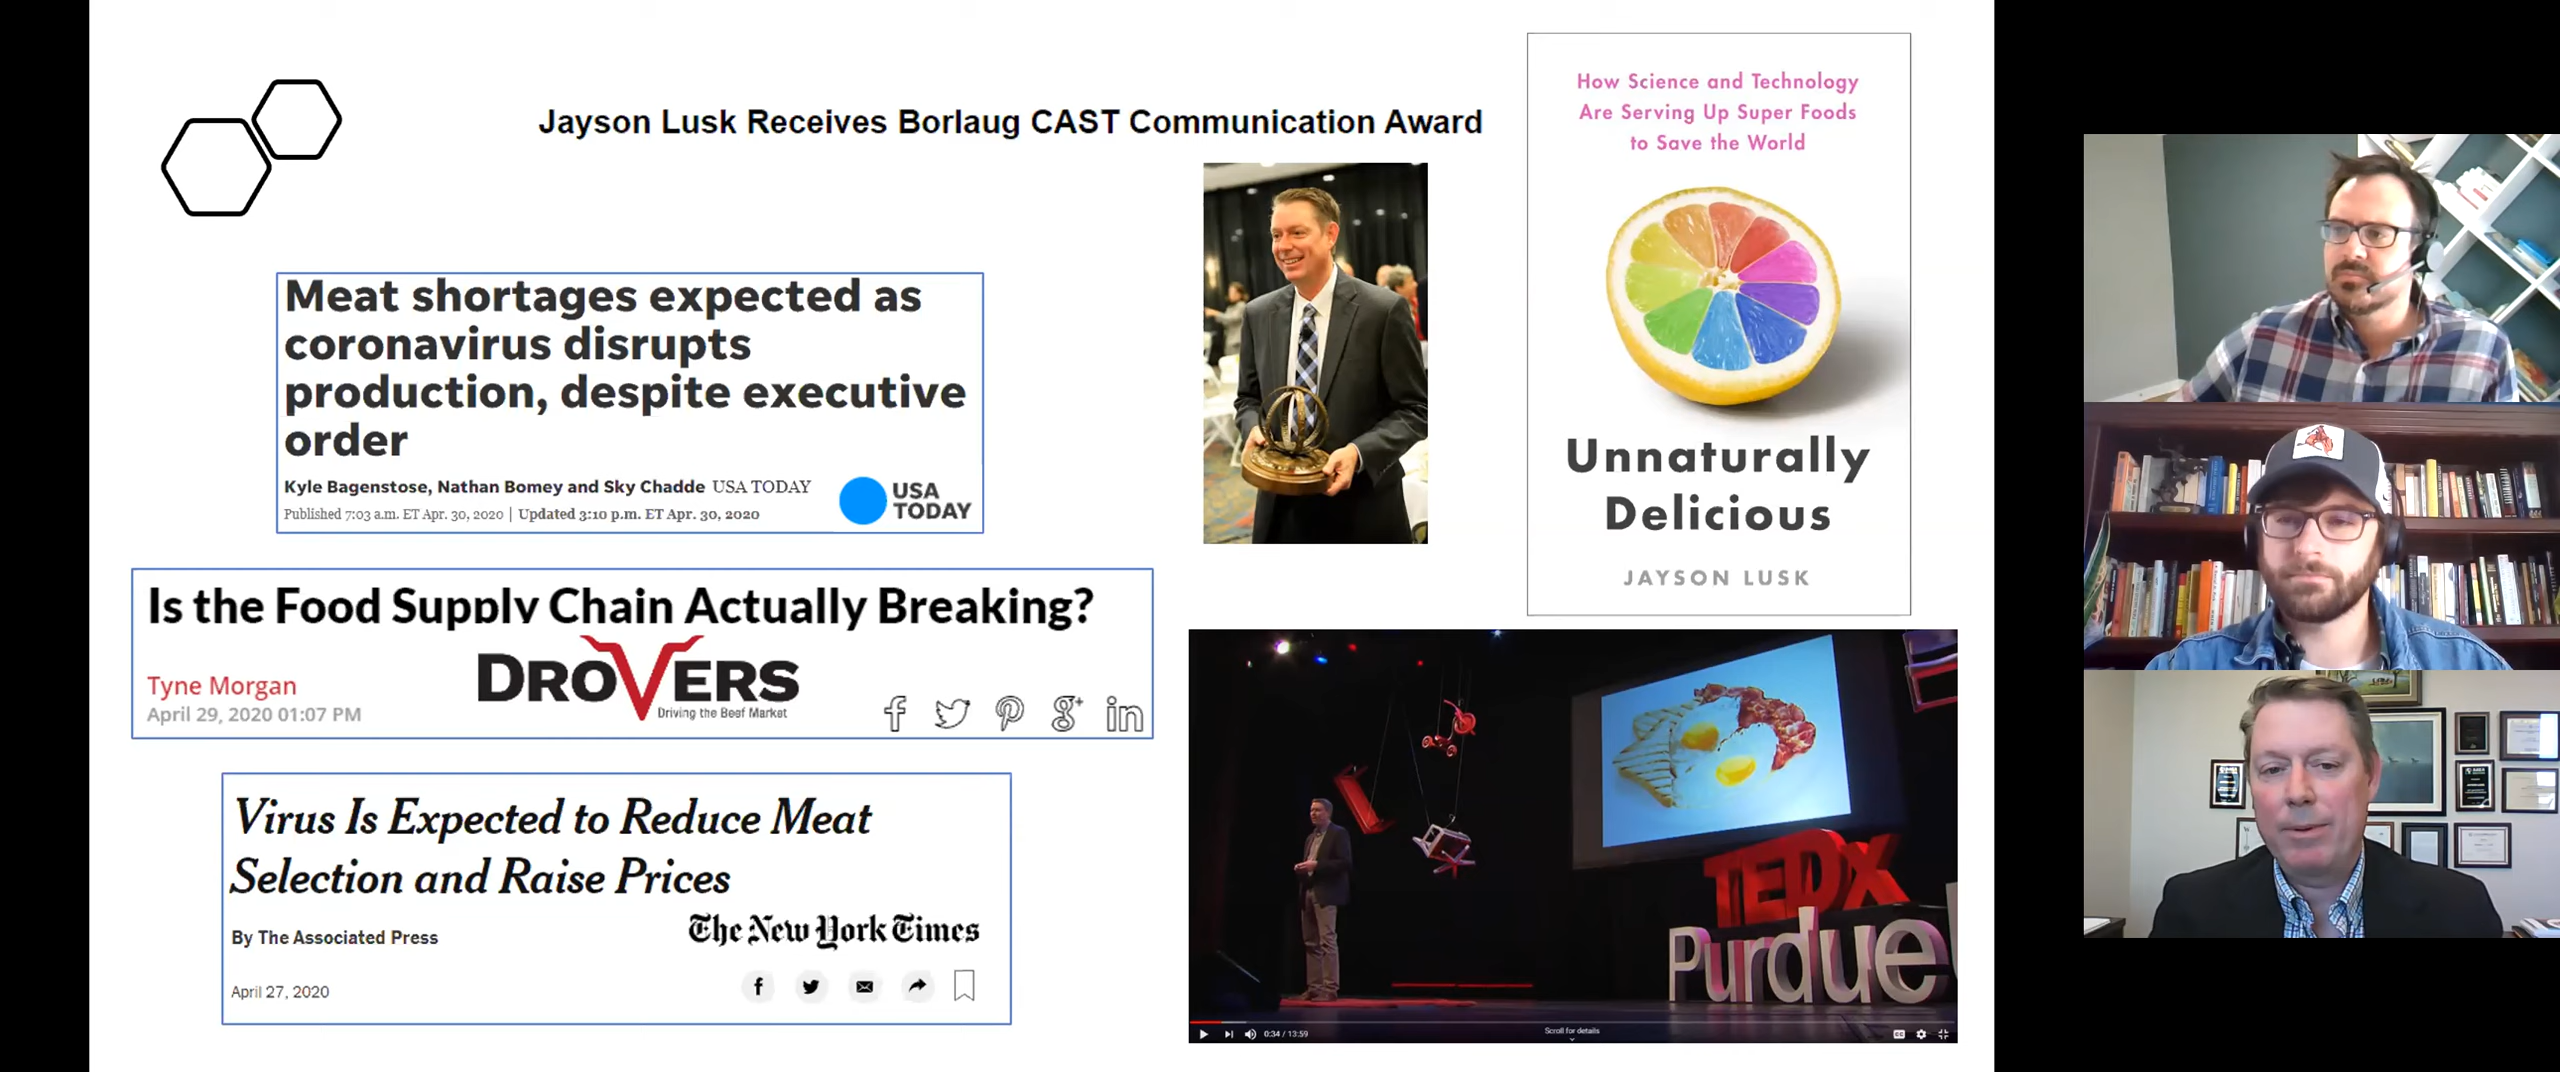 Jayson Lusk Receives Borlaug CAST Communication Award
How Science and Technology
Are Serving Up Super Foods
to Save the World
Unnaturally
Delicious
JAYSON LUSK
Meat shortages expected as
coronavirus disrupts
production, despite executive
order
Kyle Bagenstose, Nathan Bomey and Sky Chadde USA TODAY
Published 7:03 a.m. ET Apr. 30, 2020 | Updated 3:10 p.m. ET Apr. 30, 2020
USA
TODAY
Is the Food Supply Chain Actually Breaking?
Tyne Morgan
April 29, 2020 01:07 PM
DROVERS
Driving the Beef Market
Virus Is Expected to Reduce Meat
Selection and Raise Prices
By The Associated Press
The New York Times
April 27, 2020
TEDx
Purdue
0:34 / 13:59
Scroll for details